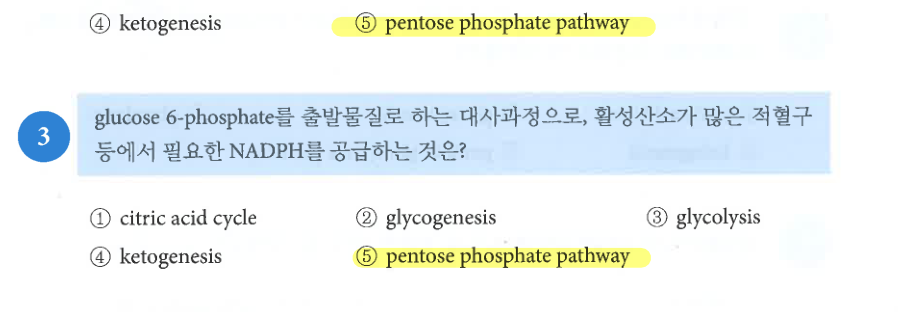 ④ ketogenesis ⑤ pentose phosphate pathway
3
glucose 6-phosphate를 출발물질로 하는 대사과정으로, 활성산소가 많은 적혈구
등에서 필요한 NADPH를 공급하는 것은?
① citric acid cycle ② glycogenesis ③ glycolysis
④ ketogenesis ⑤ pentose phosphate pathway